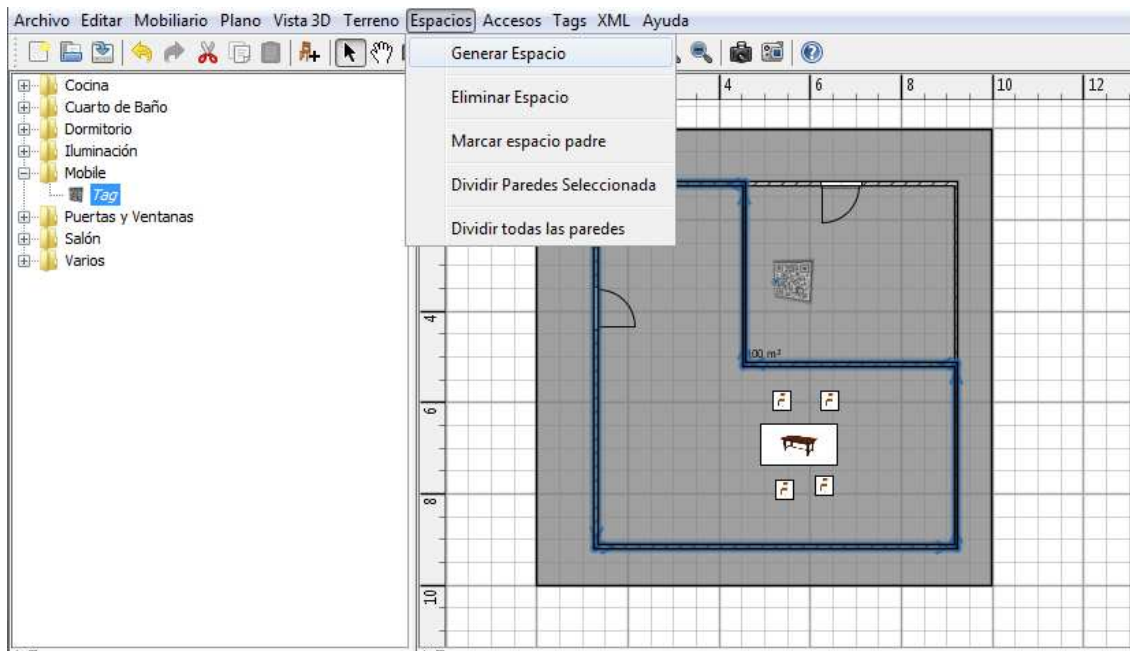 Archivo Editar Mobiliario Plano Vista 3D Terreno Espacios Accesos Tags XML Ayuda
Generar Espacio
Eliminar Espacio
Marcar espacio padre
Dividir Paredes Seleccionada
Dividir todas las paredes
Cocina
Cuarto de Baño
Dormitorio
Iluminación
Mobile
Tag
Puertas y Ventanas
Salón
Varios
4 6 8 10 12
4
100 m²
6
8
10